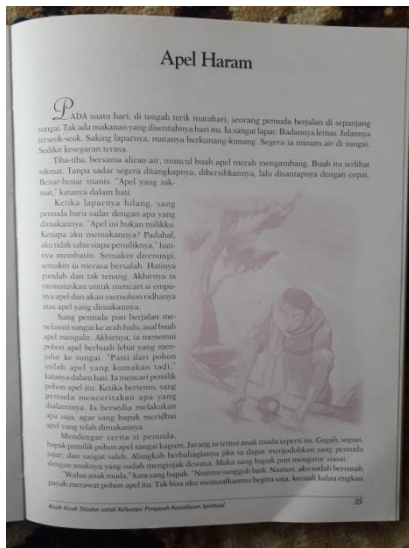 Apel Haram
PADA suatu hari, di tengah terik matahari, seorang pemuda berjalan di sepanjang
sungai. Tak ada makanan yang disentuhnya hari itu. Ia sangat lapar. Badannya lemas. Jalannya
terseok-seok. Saking laparnya, matanya berkunang-kunang. Segera ia minum air di sungai.
Sedikit kesegaran terasa.
Tiba-tiba, bersama aliran air, muncul buah apel merah mengambang. Buah itu terlihat
nikmat. Tanpa sadar segera ditangkapnya, dibersihkannya, lalu disantapnya dengan cepat.
Benar-benar manis. "Apel yang nik-
mat," katanya dalam hati.
Ketika laparnya hilang, sang
pemuda baru sadar dengan apa yang
dimakannya. "Apel ini bukan milikku.
Kenapa aku memakannya? Padahal,
aku tidak tahu siapa pemiliknya," hati-
nya membatin. Semakin direnungi,
semakin ia merasa bersalah. Hatinya
gundah dan tak tenang. Akhirnya ia
memutuskan untuk mencari si empu-
nya apel dan akan memohon ridhanya
atas apel yang dimakannya.
Sang pemuda pun berjalan me-
nelusuri sungai ke arah hulu, asal buah
apel mengalir. Akhirnya, ia menemui
pohon apel berbuah lebat yang men-
julur ke sungai. "Pasti dari pohon
inilah apel yang kumakan tadi,"
katanya dalam hati. Ia mencari pemilik
pohon apel itu. Ketika bertemu, sang
pemuda menceritakan apa yang
dialaminya. Ia bersedia melakukan
apa saja, agar sang bapak meridhai
apel yang telah dimakannya.
Mendengar cerita si pemuda,
bapak pemilik pohon apel sangat kagum. Jarang ia temui anak muda seperti ini. Gagah, sopan,
jujur, dan sangat saleh. Alangkah berbahagianya jika ia dapat menjodohkan sang pemuda
dengan anaknya yang sudah menginjak dewasa. Maka sang bapak pun mengatur siasat.
"Wahai anak muda," kata sang bapak. "Niatmu sungguh baik. Namun, aku sudah bersusah
payah merawat pohon apel itu. Tak bisa aku memaafkanmu begitu saja, kecuali kalau engkau
Kisah-Kisah Teladan untuk Keluarga: Pengasah Kecerdasan Spiritual
35